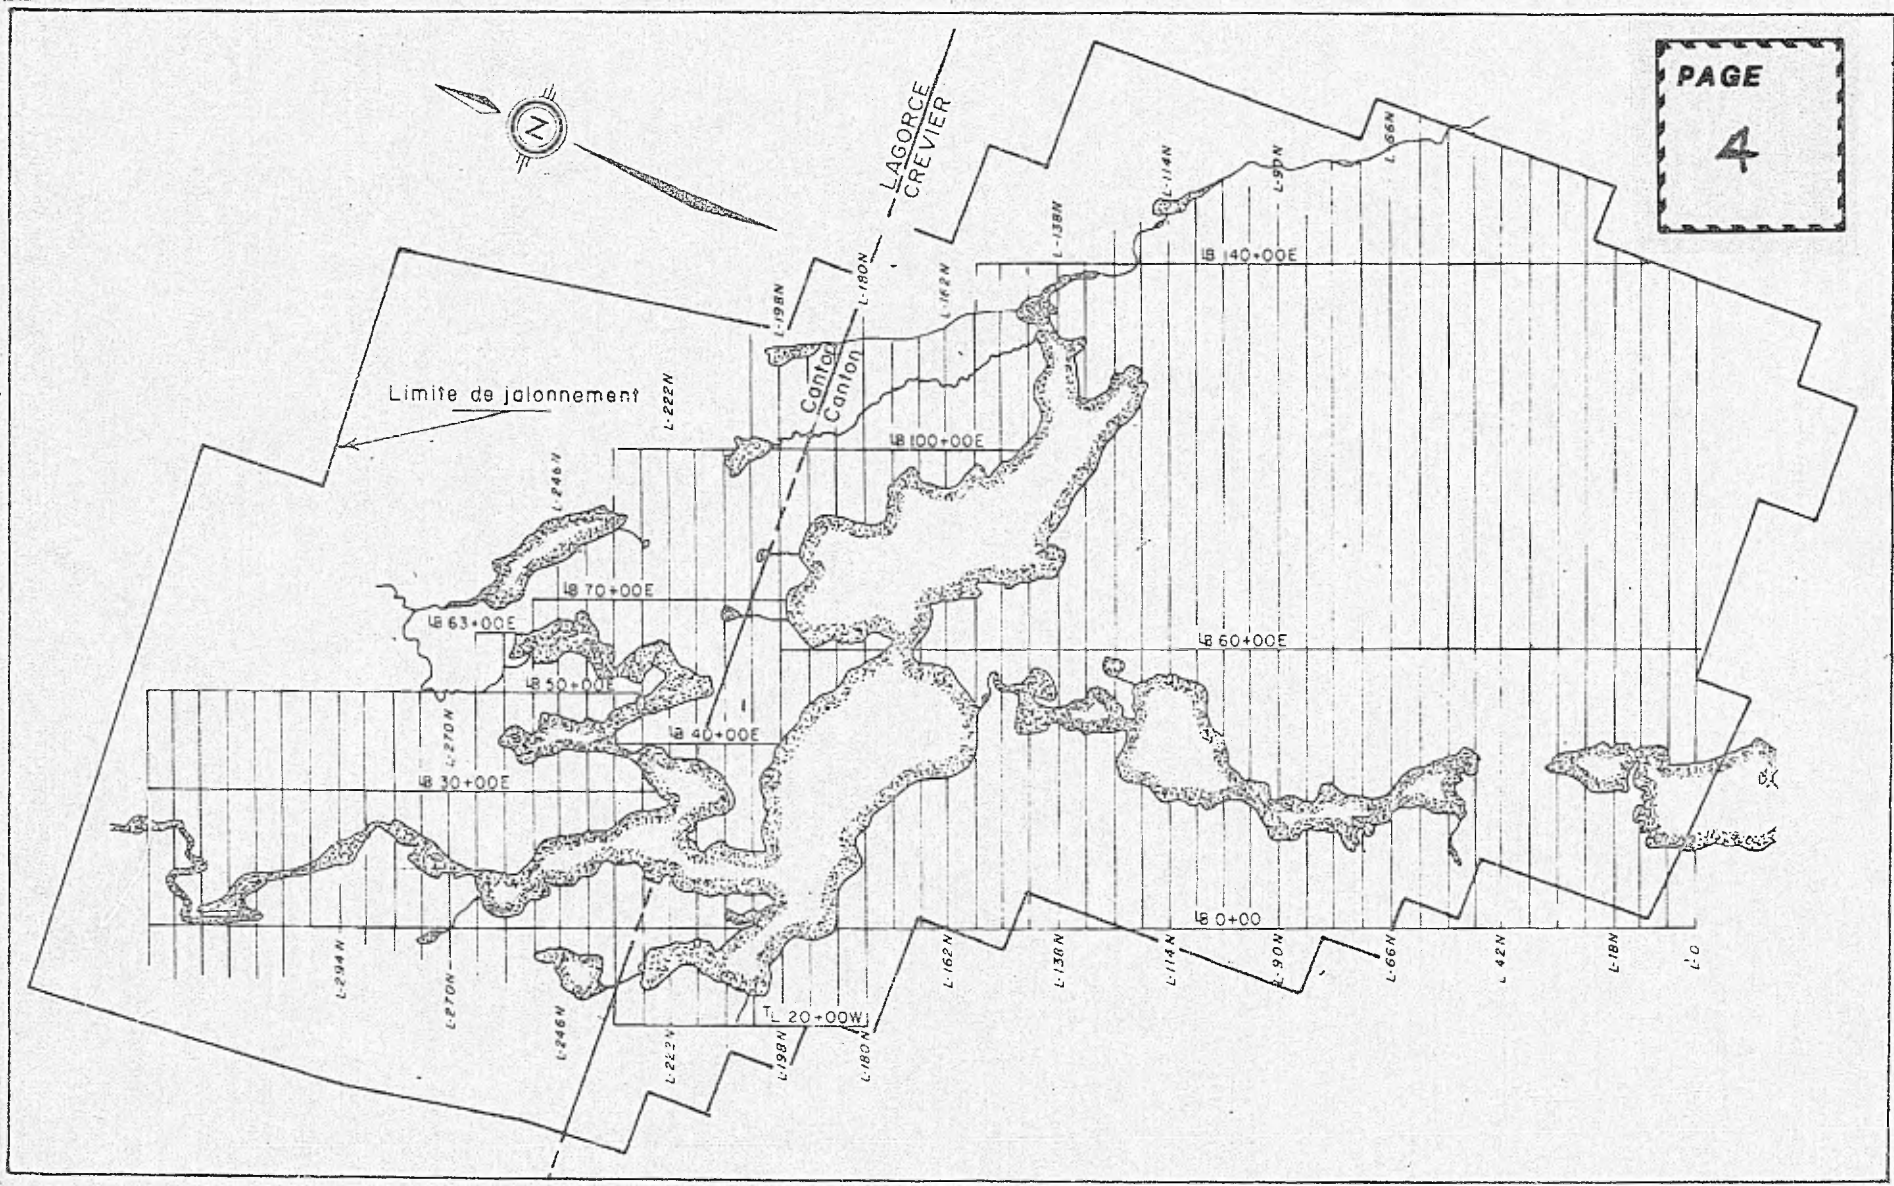 PAGE
4
N
LAGORCE
CREVIER
L-66N
L-114N
L-90N
L-138N
LB 140+00E
L-180N
L-162N
L-198N
Canton
Canton
Limite de jalonnement
L-222N
LB 100+00E
L-246N
LB 70+00E
LB 63+00E
LB 60+00E
LB 50+00E
L-270N
LB 40+00E
LB 30+00E
LB 0+00
L-294N
L-270N
L-246N
L-222N
L-198N
L-180N
L-162N
L-138N
L-114N
L-90N
L-66N
L-42N
L-18N
L-0
TL 20+00W